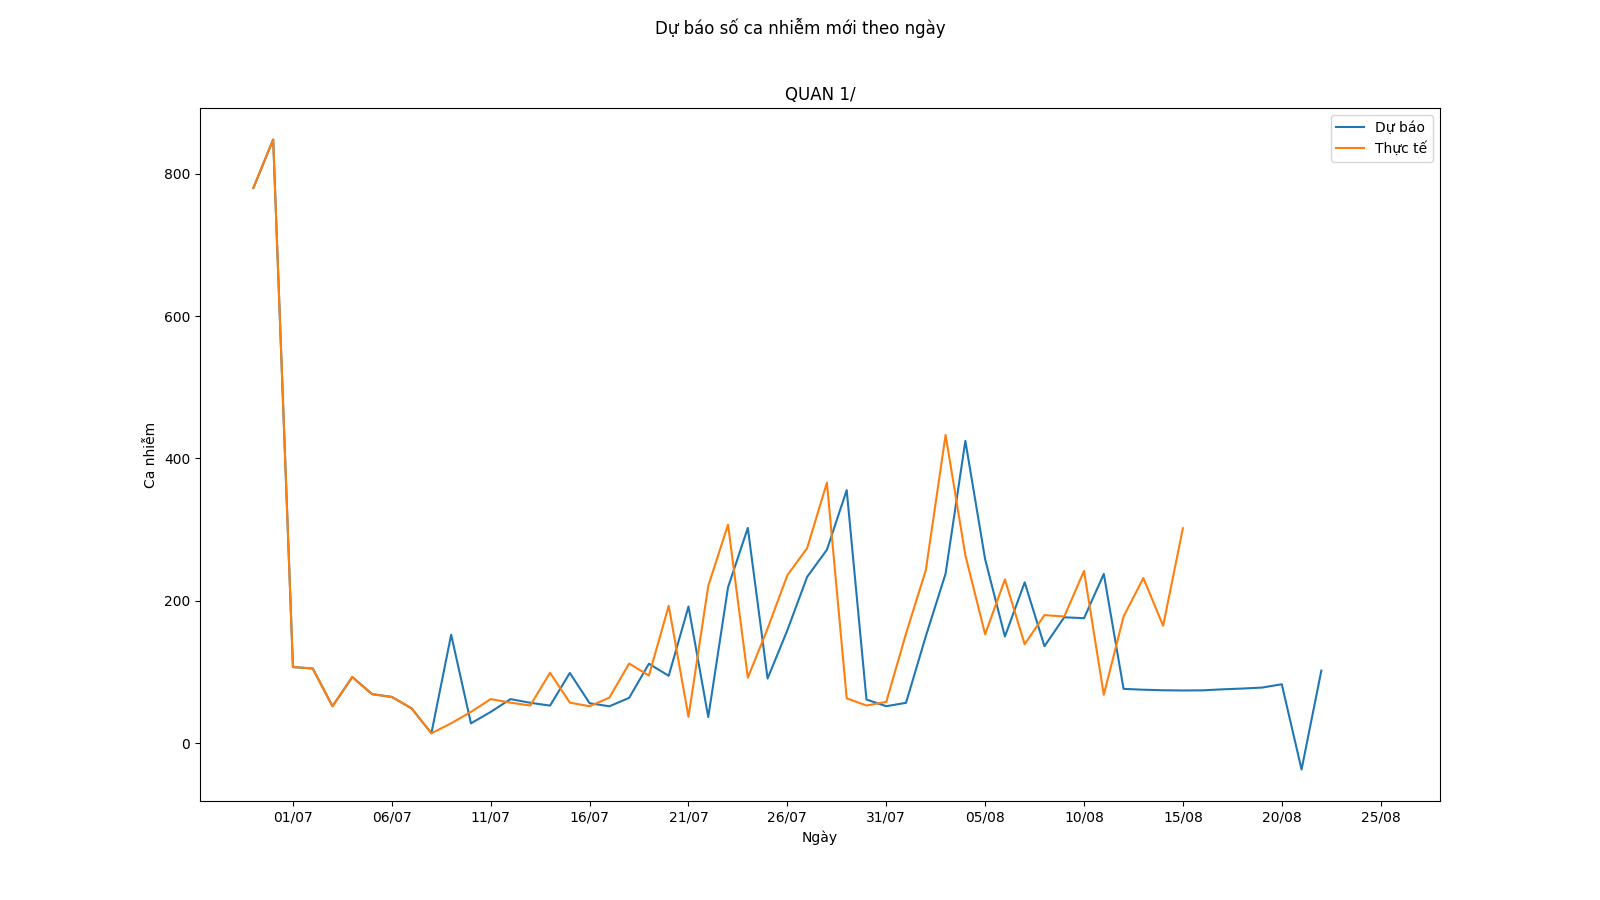 Dự báo số ca nhiễm mới theo ngày
QUAN 1/
Dự báo
Thực tế
Ca nhiễm
800
600
400
200
0
01/07 06/07 11/07 16/07 21/07 26/07 31/07 05/08 10/08 15/08 20/08 25/08
Ngày